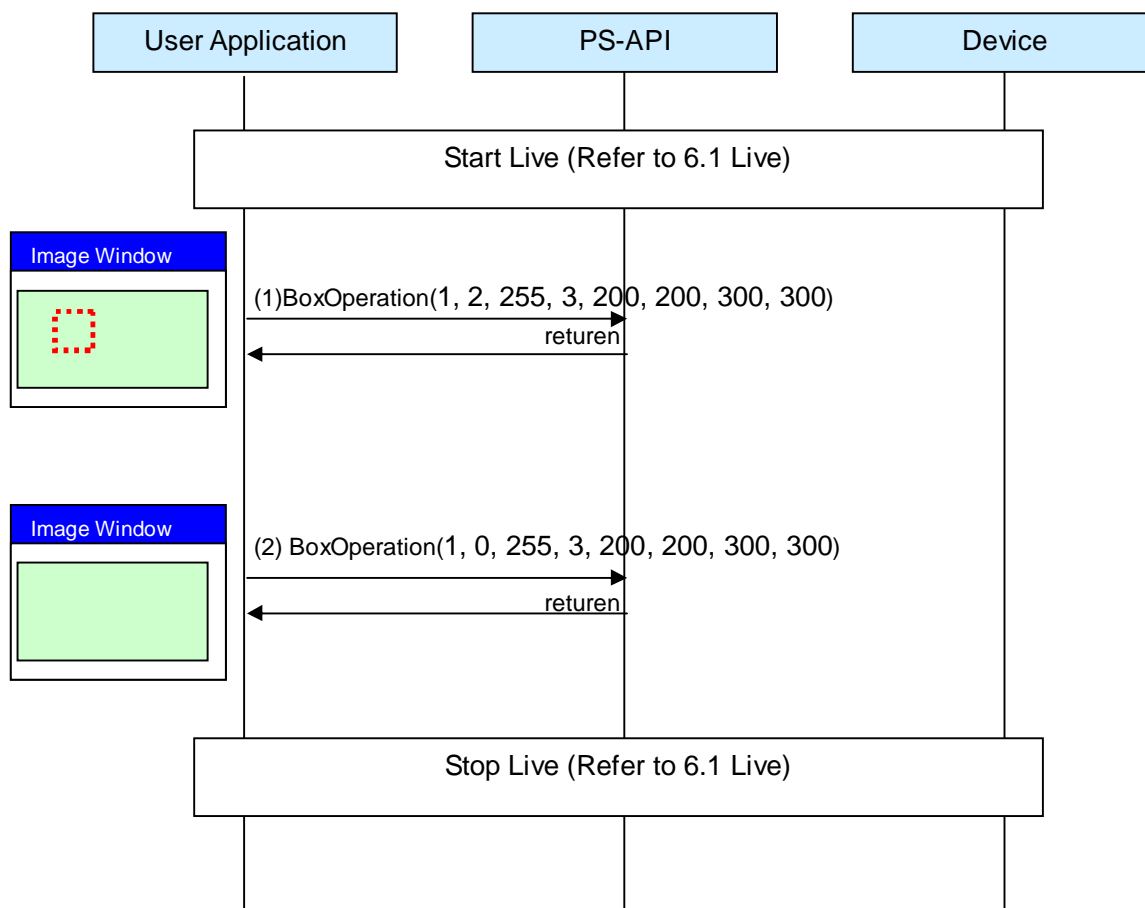 User Application
PS-API
Device
Start Live (Refer to 6.1 Live)
Image Window
(1)BoxOperation(1, 2, 255, 3, 200, 200, 300, 300)
returen
Image Window
(2) BoxOperation(1, 0, 255, 3, 200, 200, 300, 300)
returen
Stop Live (Refer to 6.1 Live)